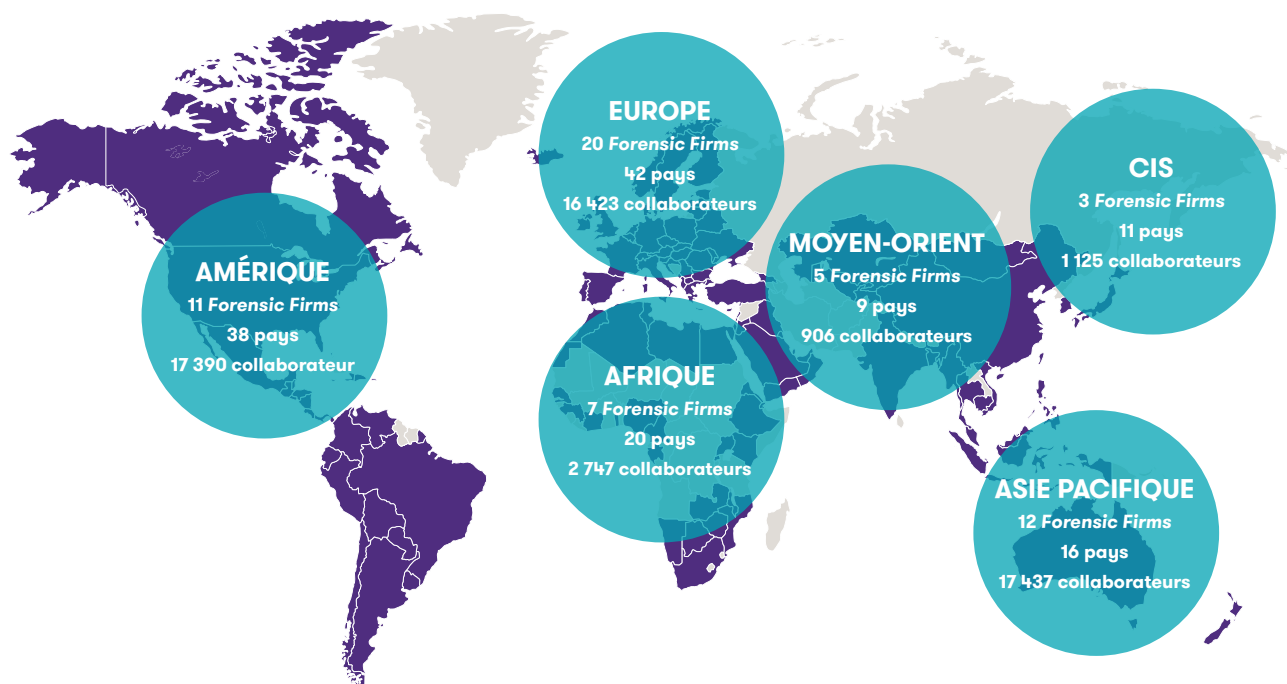 EUROPE
20 Forensic Firms
42 pays
16 423 collaborateurs
CIS
3 Forensic Firms
11 pays
1 125 collaborateurs
MOYEN-ORIENT
5 Forensic Firms
9 pays
906 collaborateurs
AMÉRIQUE
11 Forensic Firms
38 pays
17 390 collaborateur
AFRIQUE
7 Forensic Firms
20 pays
2 747 collaborateurs
ASIE PACIFIQUE
12 Forensic Firms
16 pays
17 437 collaborateurs